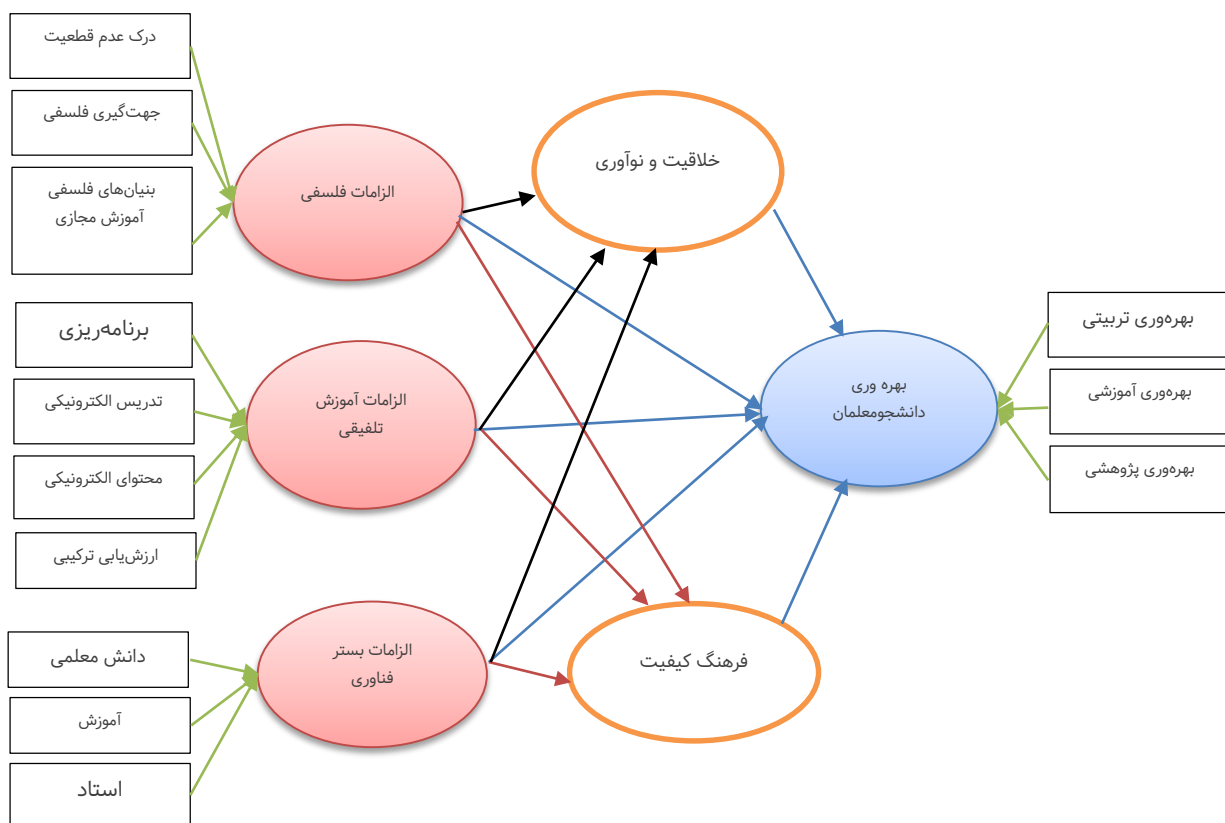 درک عدم قطعیت
جهت‌گیری فلسفی
بنیان‌های فلسفی
آموزش مجازی
برنامه‌ریزی
تدریس الکترونیکی
محتوای الکترونیکی
ارزش‌یابی ترکیبی
دانش معلمی
آموزش
استاد
الزامات فلسفی
الزامات آموزش
تلفیقی
الزامات بستر
فناوری
خلاقیت و نوآوری
فرهنگ کیفیت
بهره وری
دانشجومعلمان
بهره‌وری تربیتی
بهره‌وری آموزشی
بهره‌وری پژوهشی